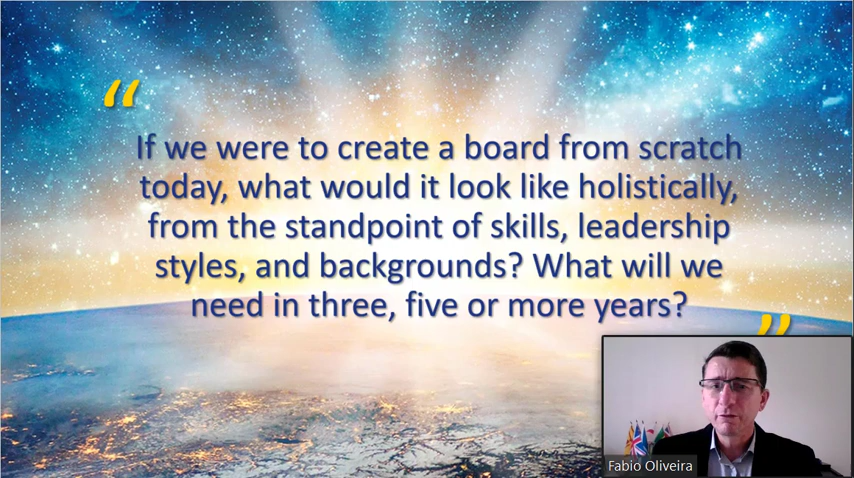 “
If we were to create a board from scratch
today, what would it look like holistically,
from the standpoint of skills, leadership
styles, and backgrounds? What will we
need in three, five or more years?
”
Fabio Oliveira